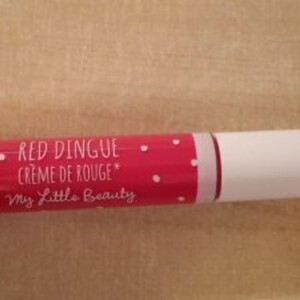 RED DINGUE
CRÈME DE ROUGE*
My Little Beauty